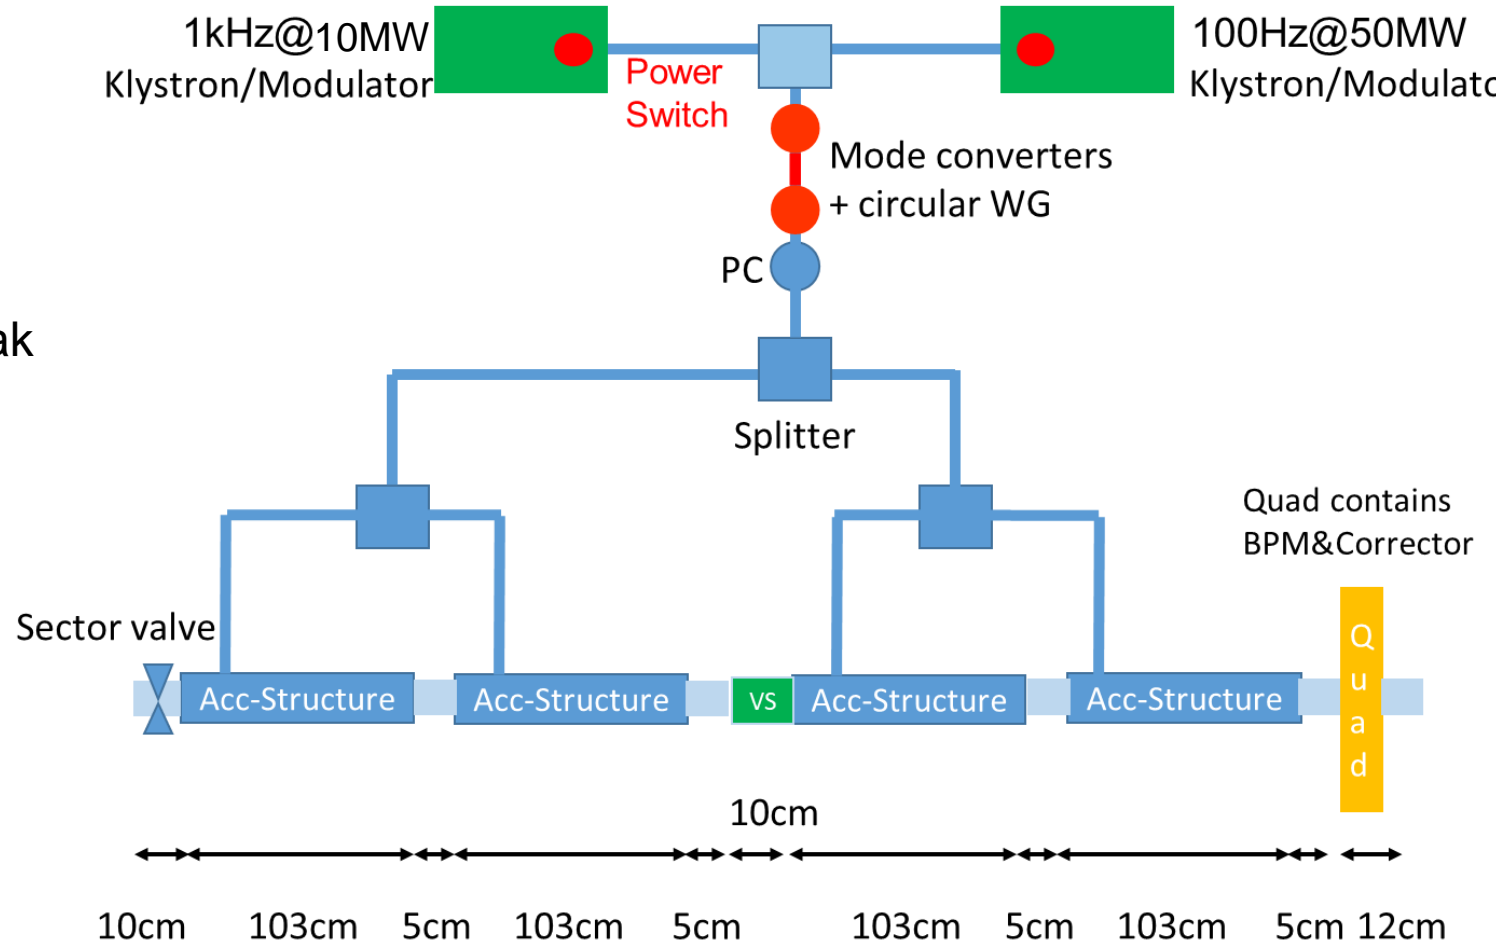 1kHz@10MW
Klystron/Modulator
100Hz@50MW
Klystron/Modulato
Power
Switch
Mode converters
+ circular WG
PC
ak
Splitter
Quad contains
BPM&Corrector
Sector valve
Acc-Structure
Acc-Structure
VS
Acc-Structure
Acc-Structure
Q
u
a
d
10cm
10cm 103cm 5cm 103cm 5cm 103cm 5cm 103cm 5cm 12cm